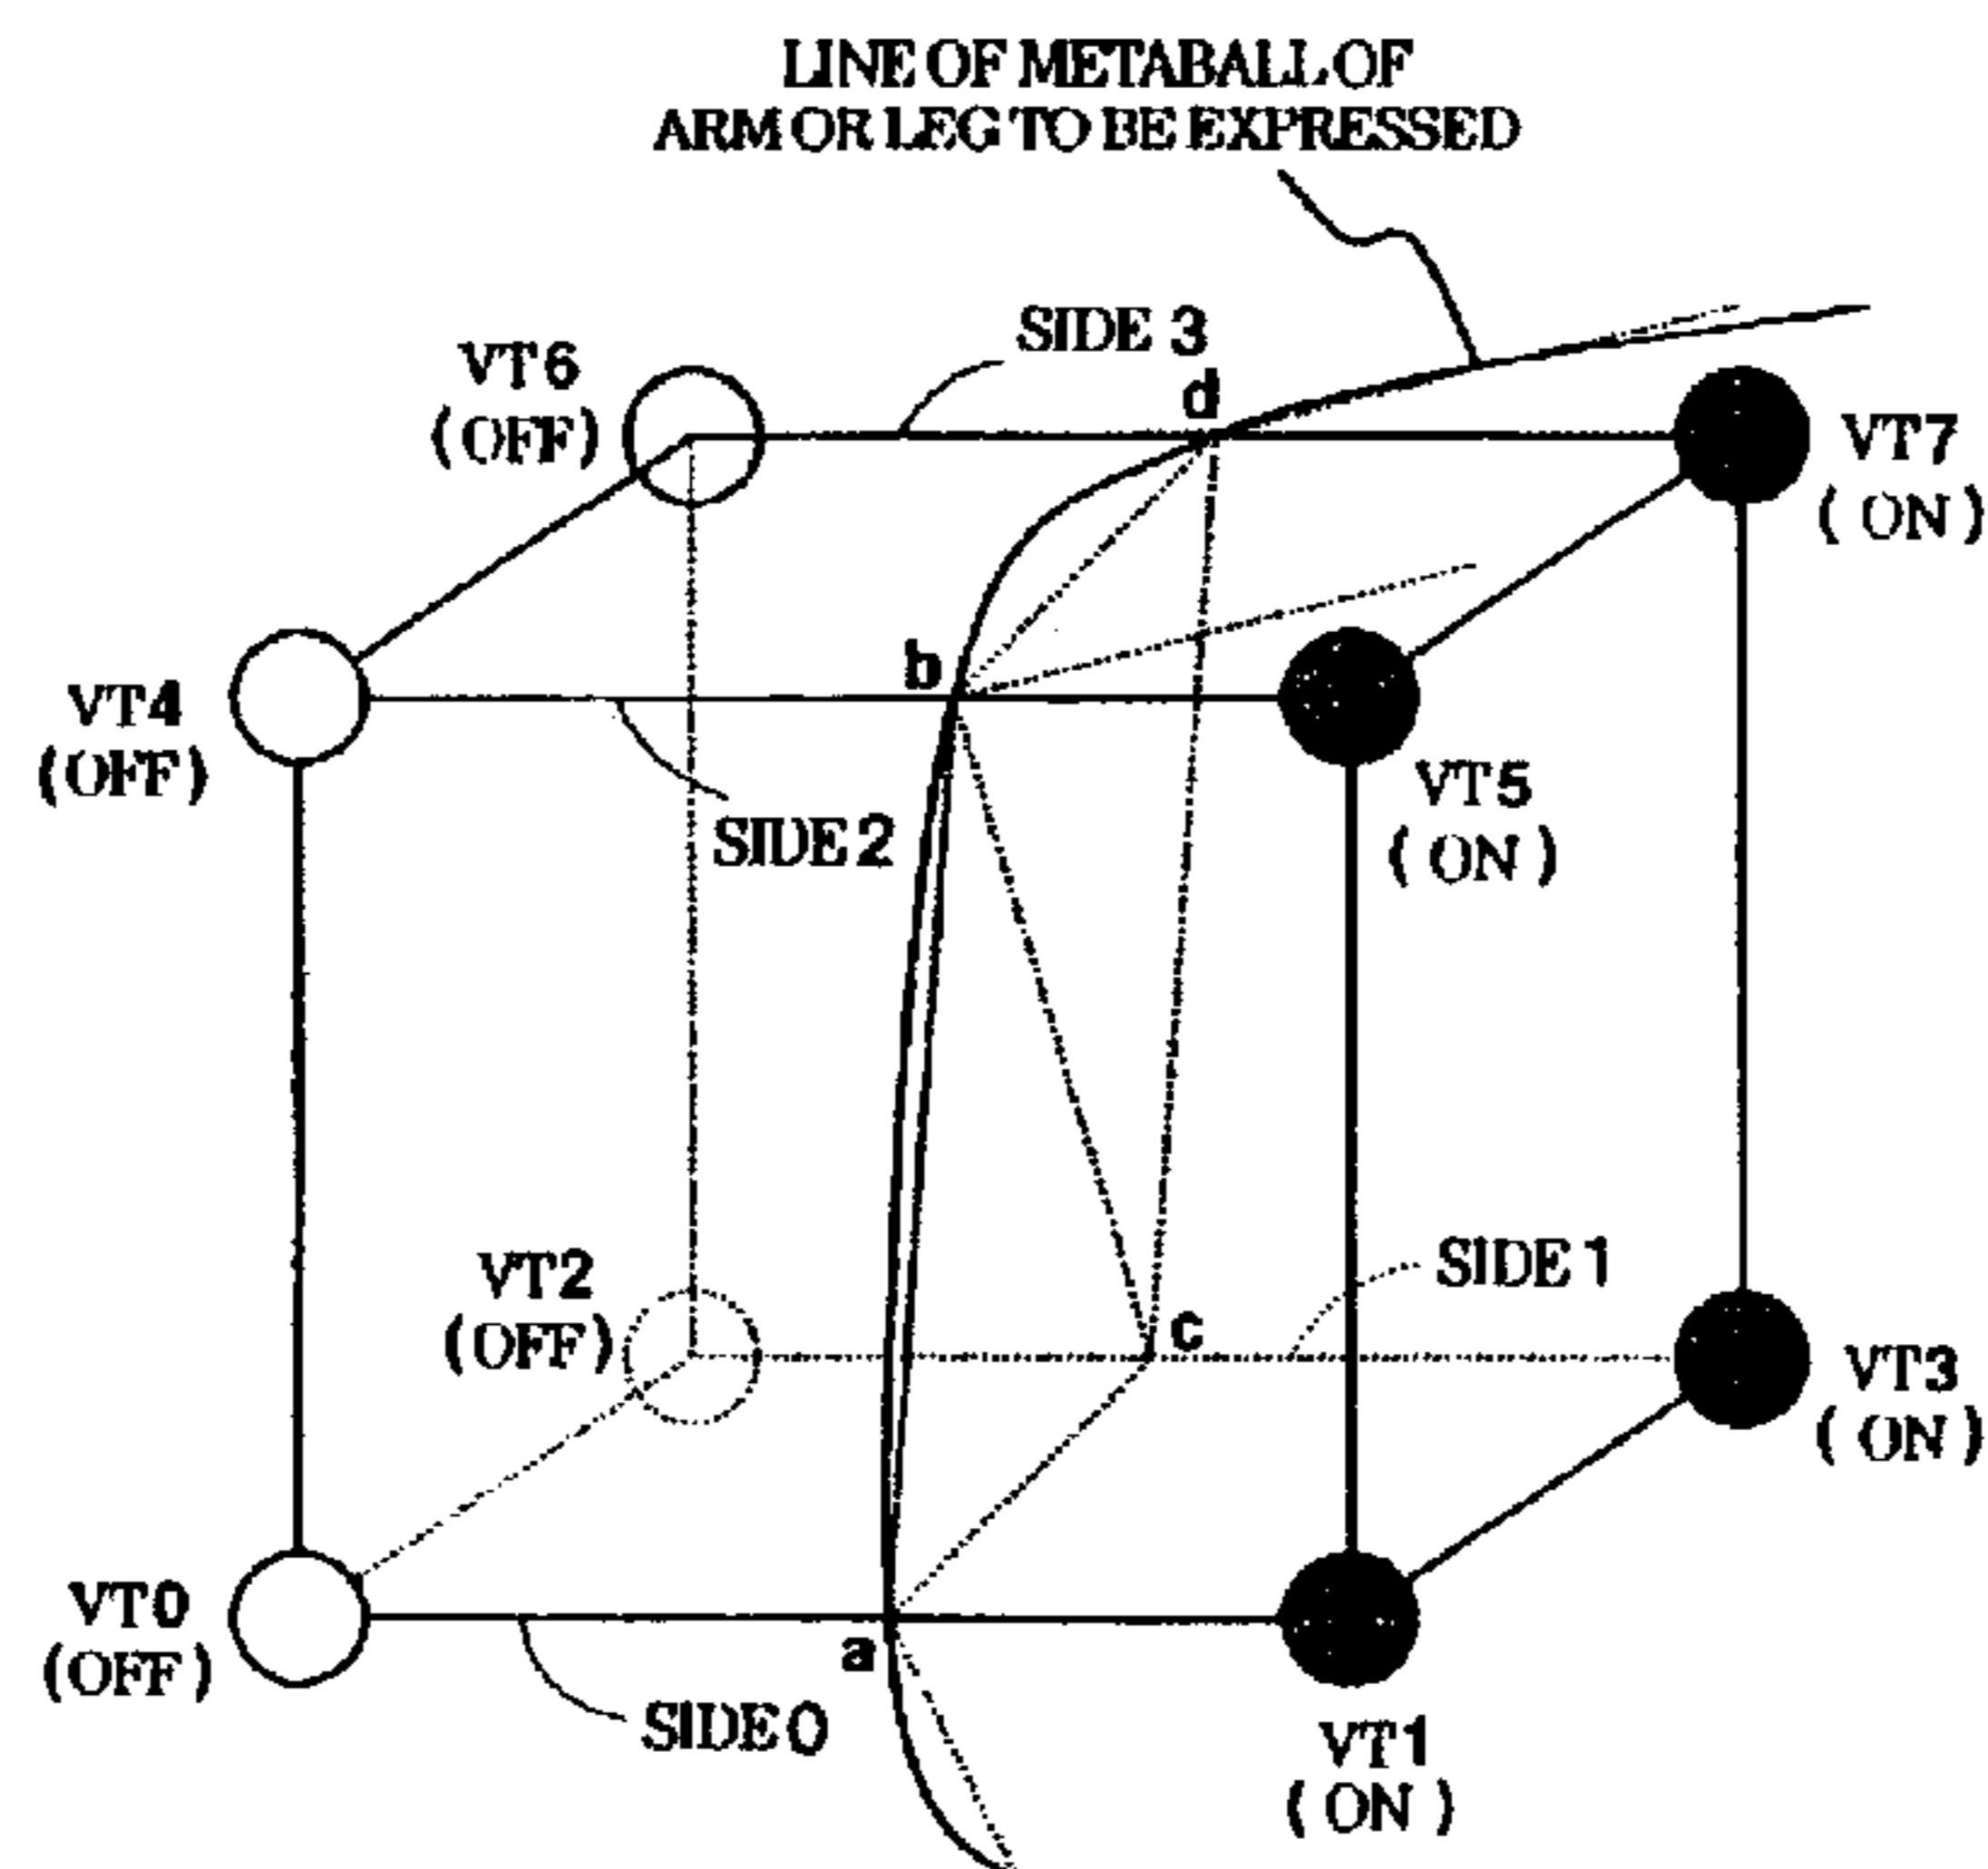 LINE OF METABALL OF
ARM OR LEG TO BE EXPRESSED
SIDE 3
VT6
(OFF)
d
VT7
( ON )
b
VT4
(OFF)
VT5
( ON )
SIDE 2
SIDE 1
VT2
(OFF)
c
VT3
( ON )
VT0
(OFF)
a
SIDE 0
VT1
( ON )